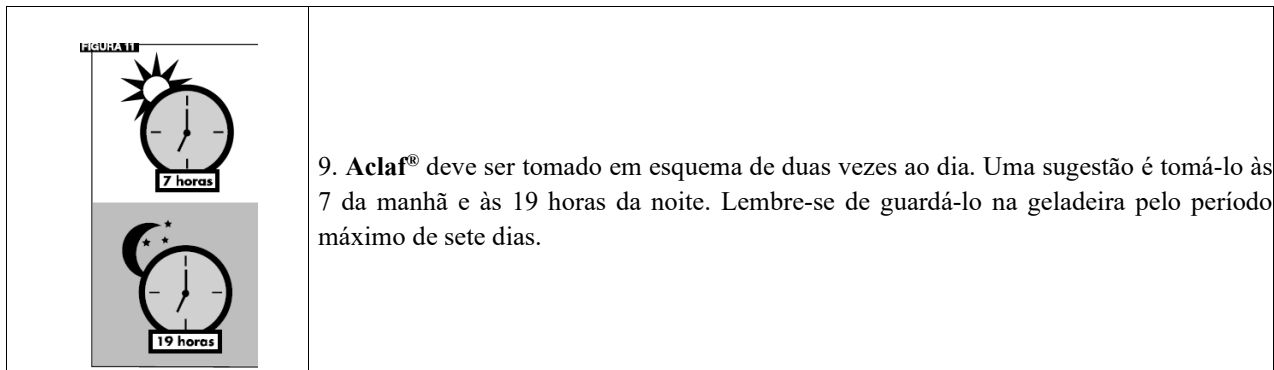 FIGURA 11
7 horas
19 horas
9. Aclaf® deve ser tomado em esquema de duas vezes ao dia. Uma sugestão é tomá-lo às
7 da manhã e às 19 horas da noite. Lembre-se de guardá-lo na geladeira pelo período
máximo de sete dias.